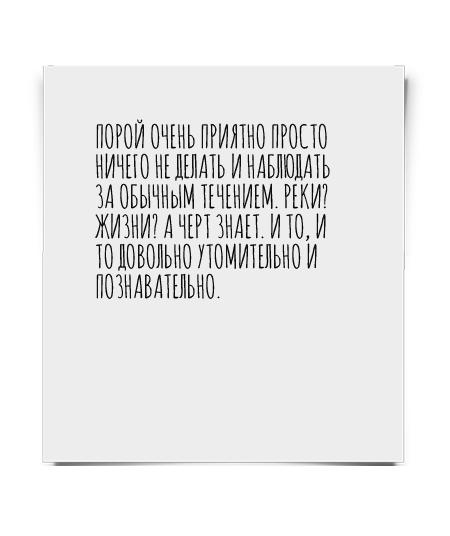 ПОРОЙ ОЧЕНЬ ПРИЯТНО ПРОСТО
НИЧЕГО НЕ ДЕЛАТЬ И НАБЛЮДАТЬ
ЗА ОБЫЧНЫМ ТЕЧЕНИЕМ. РЕКИ?
ЖИЗНИ? А ЧЕРТ ЗНАЕТ. И ТО, И
ТО ДОВОЛЬНО УТОМИТЕЛЬНО И
ПОЗНАВАТЕЛЬНО.